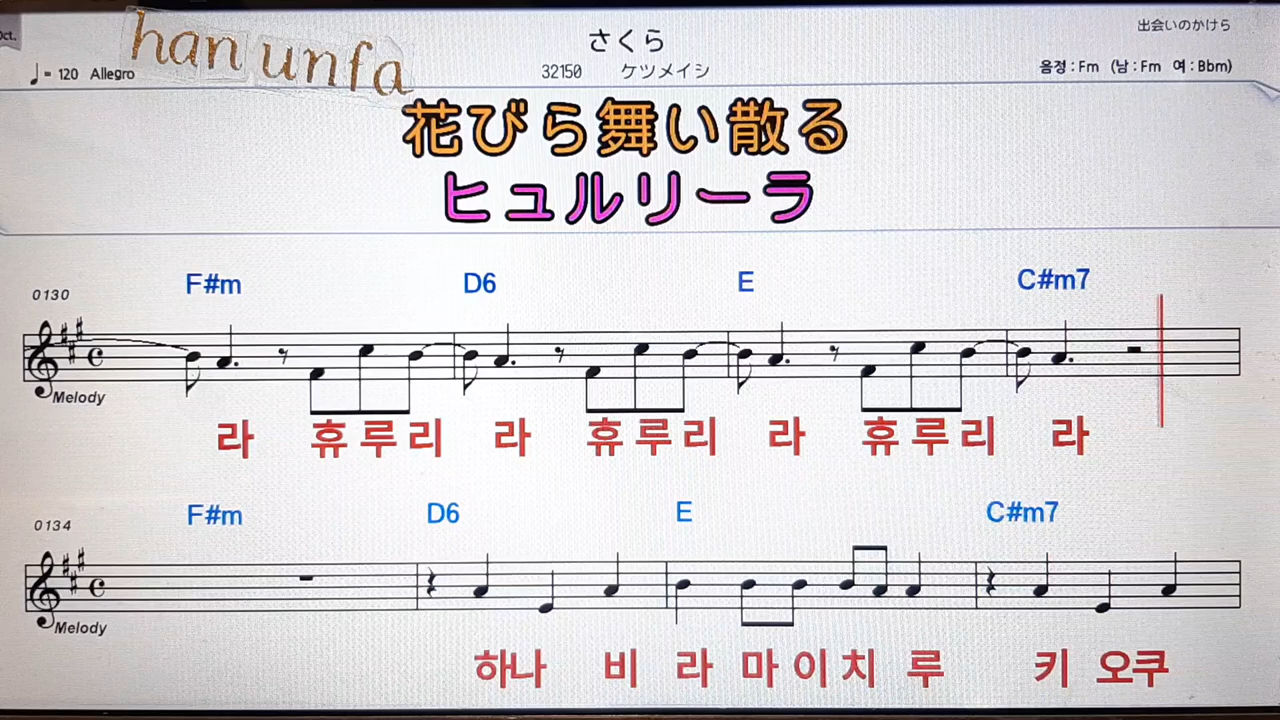 Oct.
han unfa
さくら
出会いのかけら
♩= 120 Allegro
32150 ケツメイシ
음정 : Fm (남 : Fm 여 : Bbm)
花びら舞い散る
ヒュルリーラ
F#m D6 E C#m7
0130
Melody
라 휴루리 라 휴루리 라 휴루리 라
F#m D6 E C#m7
0134
Melody
하나 비 라 마 이 치 루 키 오쿠